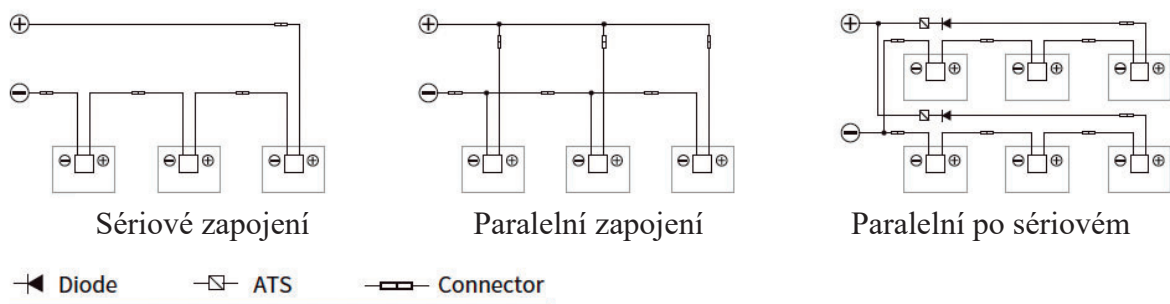 Sériové zapojení
Paralelní zapojení
Paralelní po sériovém
Diode ATS Connector